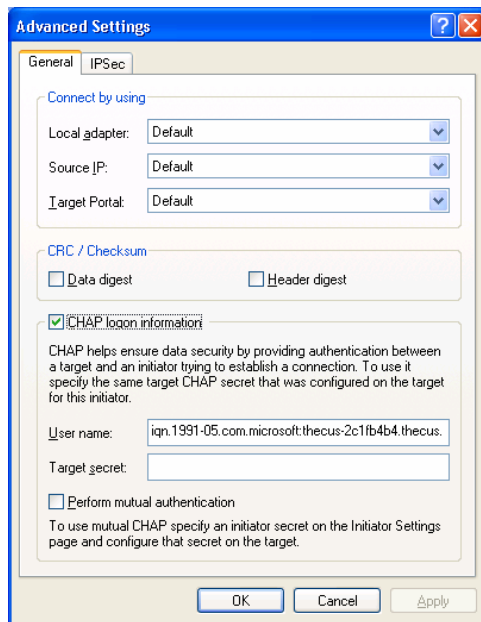 Advanced Settings
General IPSec
Connect by using
Local adapter: Default
Source IP: Default
Target Portal: Default
CRC / Checksum
Data digest Header digest
CHAP logon information
CHAP helps ensure data security by providing authentication between
a target and an initiator trying to establish a connection. To use it
specify the same target CHAP secret that was configured on the target
for this initiator.
User name: iqn.1991-05.com.microsoft:thecus-2c1fb4b4.thecus.
Target secret:
Perform mutual authentication
To use mutual CHAP specify an initiator secret on the Initiator Settings
page and configure that secret on the target.
OK Cancel Apply